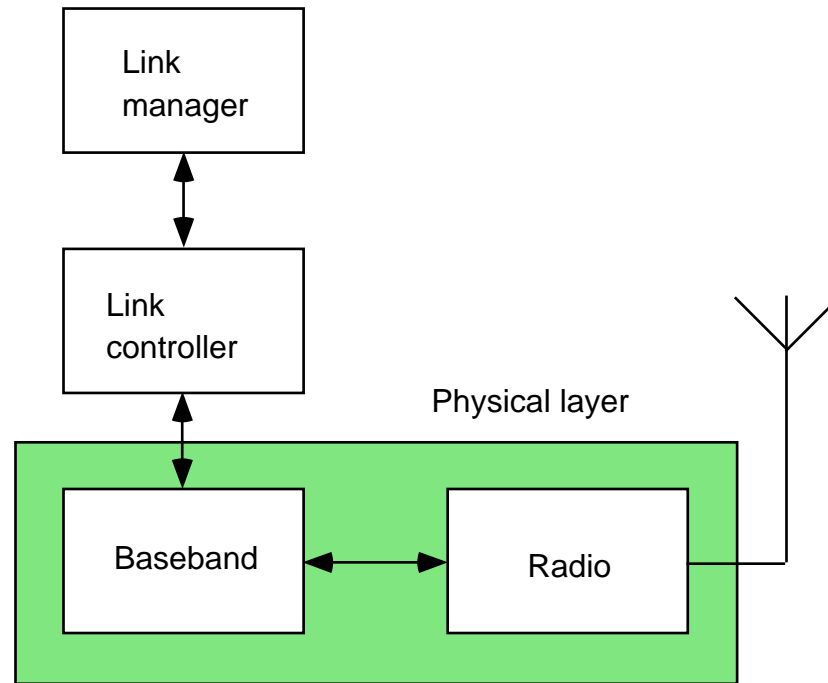 Link
manager
Link
controller
Physical layer
Baseband
Radio